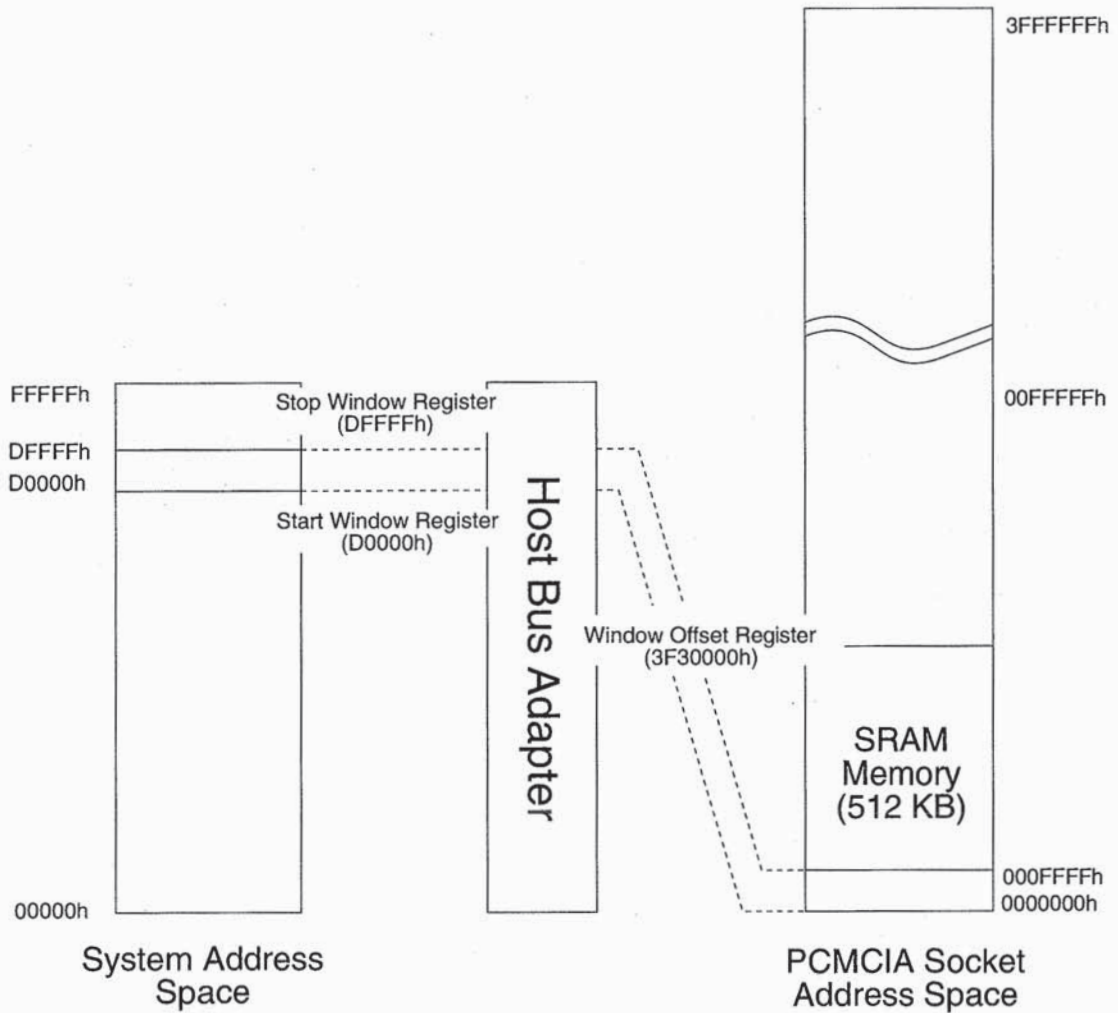 3FFFFFFh
FFFFFh
Stop Window Register
(DFFFFh)
00FFFFFh
DFFFFh
D0000h
Start Window Register
(D0000h)
Host Bus Adapter
Window Offset Register
(3F30000h)
SRAM
Memory
(512 KB)
000FFFFh
0000000h
00000h
System Address
Space
PCMCIA Socket
Address Space